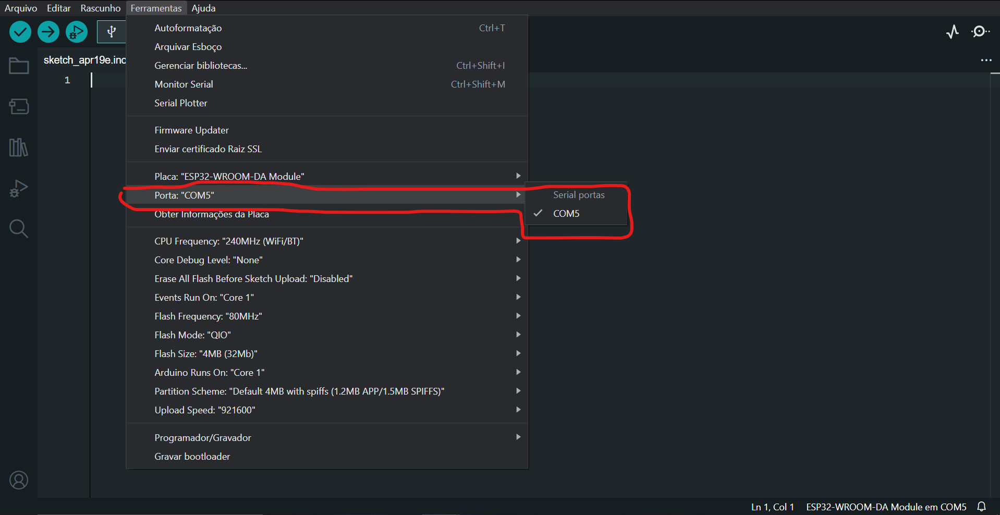 Arquivo Editar Rascunho Ferramentas Ajuda
Autoformatação Ctrl+T
Arquivar Esboço
Gerenciar bibliotecas... Ctrl+Shift+I
Monitor Serial Ctrl+Shift+M
Serial Plotter
sketch_apr19e.ino
1
Firmware Updater
Enviar certificado Raiz SSL
Placa: "ESP32-WROOM-DA Module"
Porta: "COM5"
Serial portas
COM5
Obter Informações da Placa
CPU Frequency: "240MHz (WiFi/BT)"
Core Debug Level: "None"
Erase All Flash Before Sketch Upload: "Disabled"
Events Run On: "Core 1"
Flash Frequency: "80MHz"
Flash Mode: "QIO"
Flash Size: "4MB (32Mb)"
Arduino Runs On: "Core 1"
Partition Scheme: "Default 4MB with spiffs (1.2MB APP/1.5MB SPIFFS)"
Upload Speed: "921600"
Programador/Gravador
Gravar bootloader
Ln 1, Col 1 ESP32-WROOM-DA Module em COM5